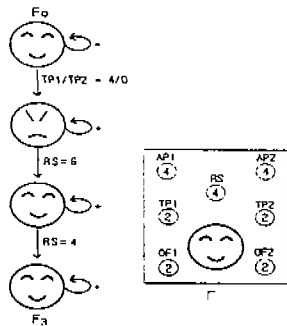 F0
TP1/TP2 = 4/0
RS = 6
RS = 4
F3
AP1 AP2
4 4
RS
4
TP1 TP2
2 2
OF1 OF2
2 2
Γ